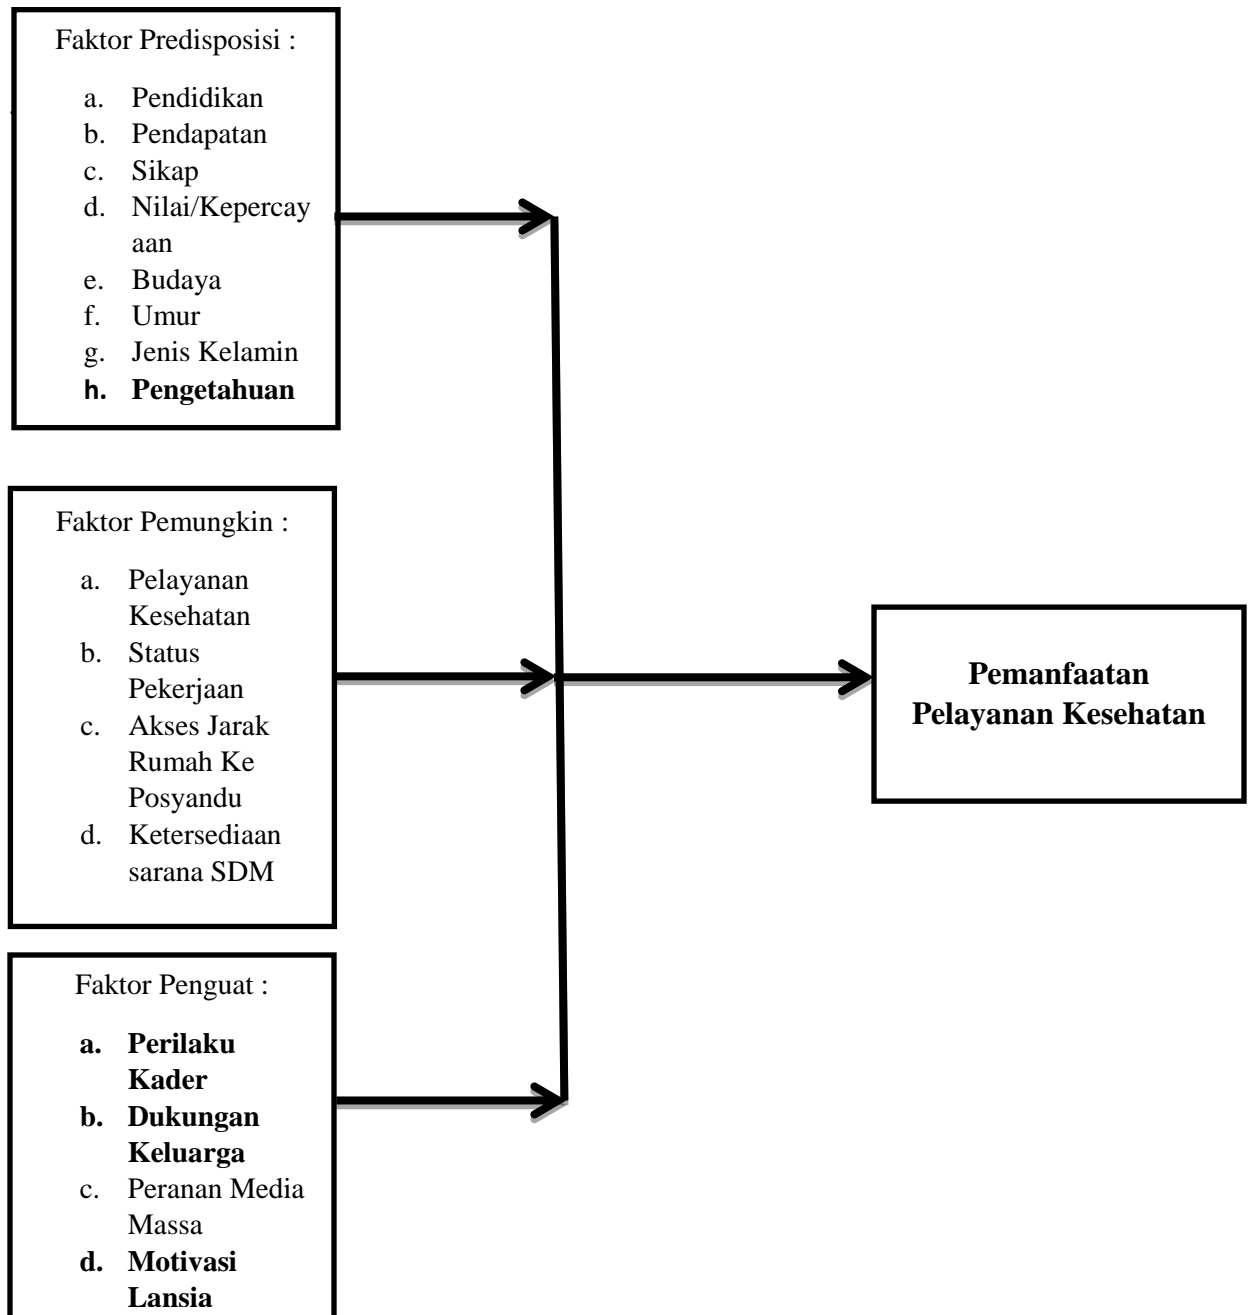 Faktor Predisposisi :
a. Pendidikan
b. Pendapatan
c. Sikap
d. Nilai/Kepercay
aan
e. Budaya
f. Umur
g. Jenis Kelamin
h. Pengetahuan
Faktor Pemungkin :
a. Pelayanan
Kesehatan
b. Status
Pekerjaan
c. Akses Jarak
Rumah Ke
Posyandu
d. Ketersediaan
sarana SDM
Pemanfaatan
Pelayanan Kesehatan
Faktor Penguat :
a. Perilaku
Kader
b. Dukungan
Keluarga
c. Peranan Media
Massa
d. Motivasi
Lansia